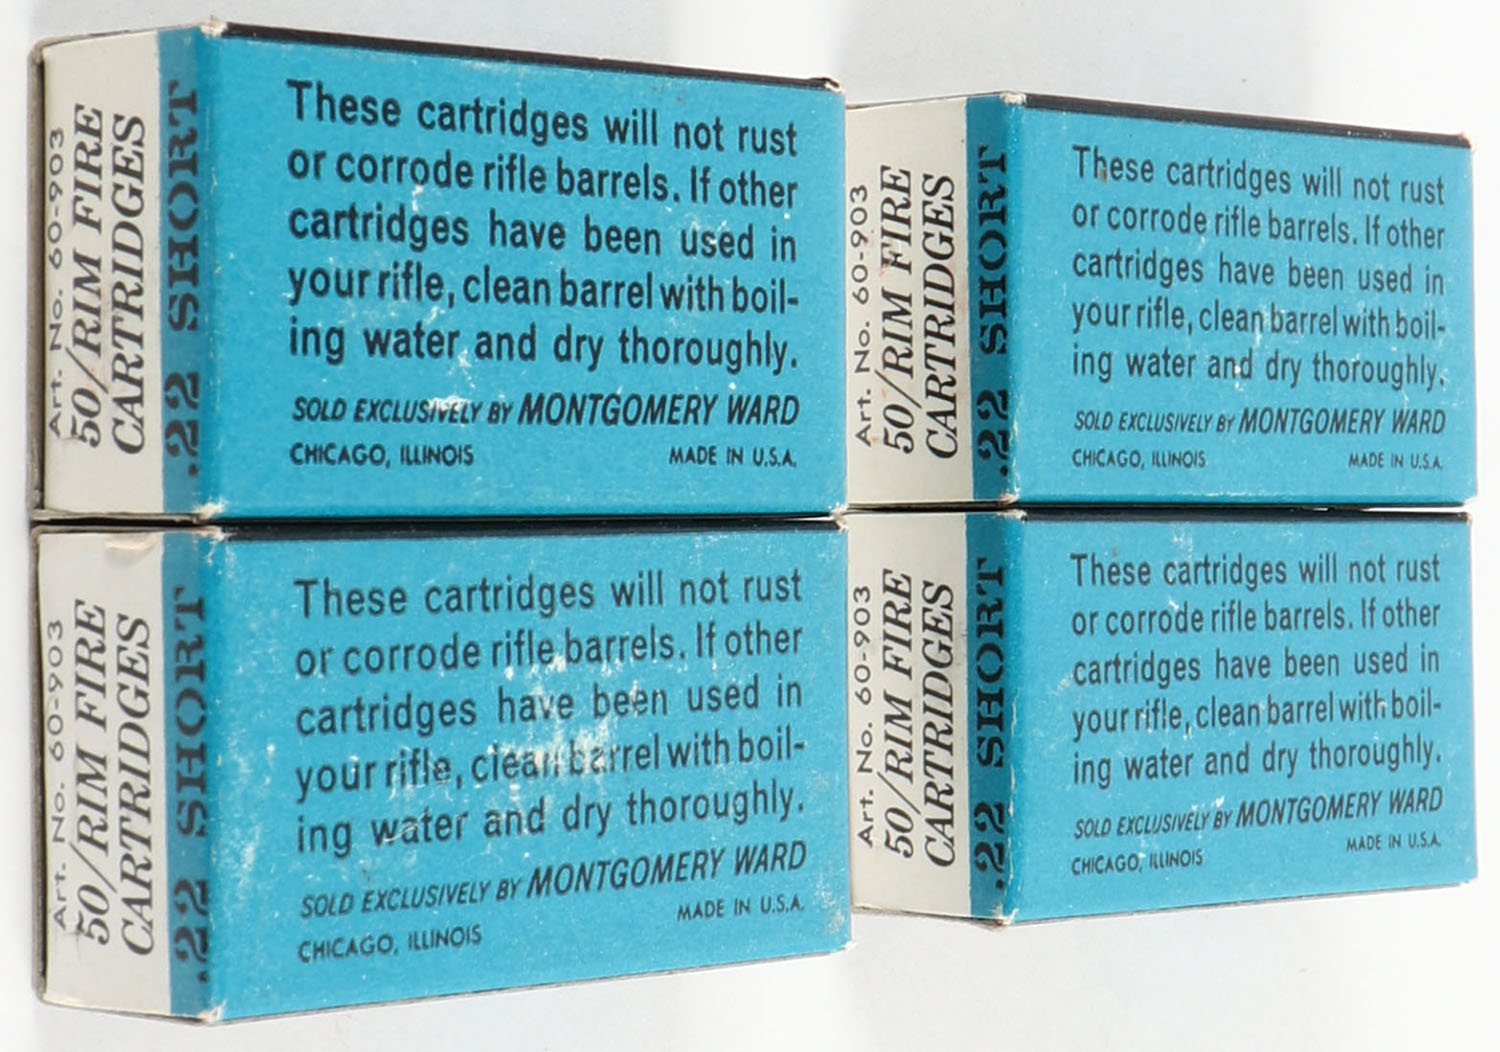 Art. No. 60-903
50/RIM FIRE
CARTRIDGES
.22 SHORT
These cartridges will not rust
or corrode rifle barrels. If other
cartridges have been used in
your rifle, clean barrel with boil-
ing water and dry thoroughly.
SOLD EXCLUSIVELY BY MONTGOMERY WARD
CHICAGO, ILLINOIS MADE IN U.S.A.
Art. No. 60-903
50/RIM FIRE
CARTRIDGES
.22 SHORT
These cartridges will not rust
or corrode rifle barrels. If other
cartridges have been used in
your rifle, clean barrel with boil-
ing water and dry thoroughly.
SOLD EXCLUSIVELY BY MONTGOMERY WARD
CHICAGO, ILLINOIS MADE IN U.S.A.
Art. No. 60-903
50/RIM FIRE
CARTRIDGES
.22 SHORT
These cartridges will not rust
or corrode rifle barrels. If other
cartridges have been used in
your rifle, clean barrel with boil-
ing water and dry thoroughly.
SOLD EXCLUSIVELY BY MONTGOMERY WARD
CHICAGO, ILLINOIS MADE IN U.S.A.
Art. No. 60-903
50/RIM FIRE
CARTRIDGES
.22 SHORT
These cartridges will not rust
or corrode rifle barrels. If other
cartridges have been used in
your rifle, clean barrel with boil-
ing water and dry thoroughly.
SOLD EXCLUSIVELY BY MONTGOMERY WARD
CHICAGO, ILLINOIS MADE IN U.S.A.